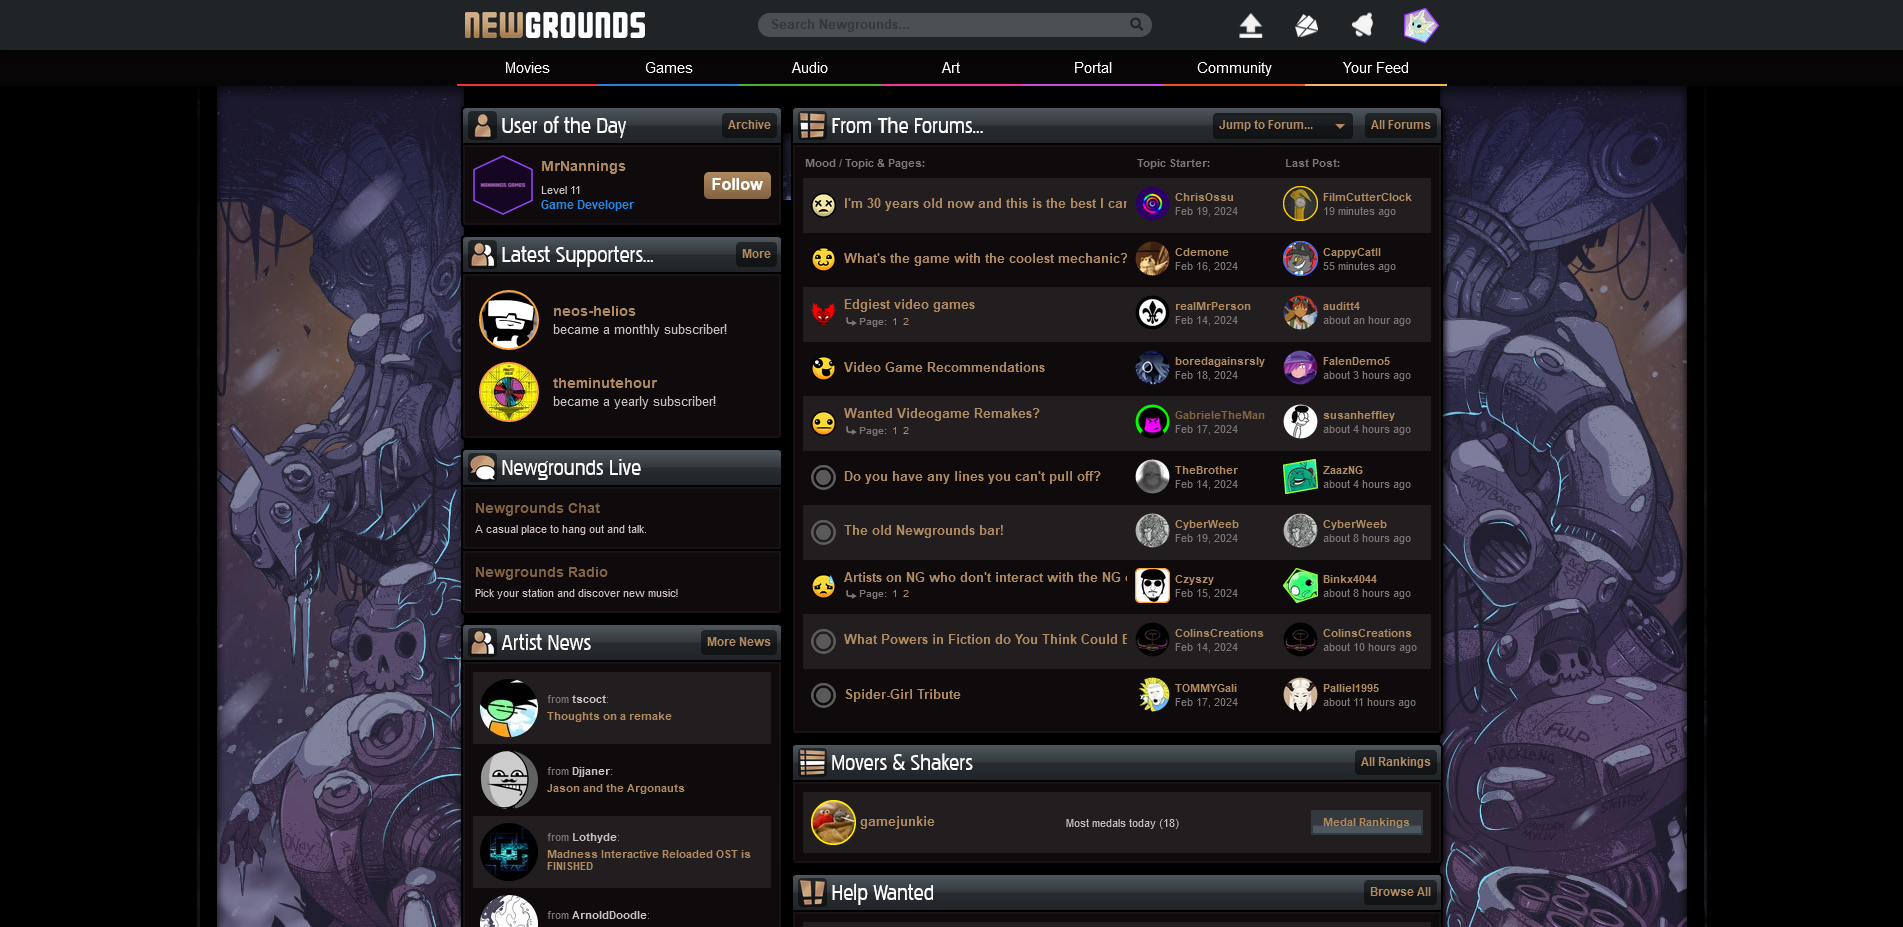 NEWGROUNDS
Search Newgrounds...
Movies
Games
Audio
Art
Portal
Community
Your Feed
User of the Day
Archive
NANNINGS GAMES
MrNannings
Level 11
Game Developer
Follow
Latest Supporters...
More
neos-helios
became a monthly subscriber!
theminutehour
became a yearly subscriber!
Newgrounds Live
Newgrounds Chat
A casual place to hang out and talk.
Newgrounds Radio
Pick your station and discover new music!
Artist News
More News
from tscoct:
Thoughts on a remake
from Djjaner:
Jason and the Argonauts
from Lothyde:
Madness Interactive Reloaded OST is
FINISHED
from ArnoldDoodle:
From The Forums...
Jump to Forum...
All Forums
Mood / Topic & Pages:
Topic Starter:
Last Post:
I'm 30 years old now and this is the best I can
ChrisOssu
Feb 19, 2024
FilmCutterClock
19 minutes ago
What's the game with the coolest mechanic?
Cdemone
Feb 16, 2024
CappyCatII
55 minutes ago
Edgiest video games
Page: 1 2
realMrPerson
Feb 14, 2024
auditt4
about an hour ago
Video Game Recommendations
boredagainsrsly
Feb 18, 2024
FalenDemo5
about 3 hours ago
Wanted Videogame Remakes?
Page: 1 2
GabrieleTheMan
Feb 17, 2024
susanheffley
about 4 hours ago
Do you have any lines you can't pull off?
TheBrother
Feb 14, 2024
ZaazNG
about 4 hours ago
The old Newgrounds bar!
CyberWeeb
Feb 19, 2024
CyberWeeb
about 8 hours ago
Artists on NG who don't interact with the NG
Page: 1 2
Czyszy
Feb 15, 2024
Binkx4044
about 8 hours ago
What Powers in Fiction do You Think Could B
ColinsCreations
Feb 14, 2024
ColinsCreations
about 10 hours ago
Spider-Girl Tribute
TOMMYGali
Feb 17, 2024
Palliel1995
about 11 hours ago
Movers & Shakers
All Rankings
gamejunkie
Most medals today (18)
Medal Rankings
Help Wanted
Browse All
FULP